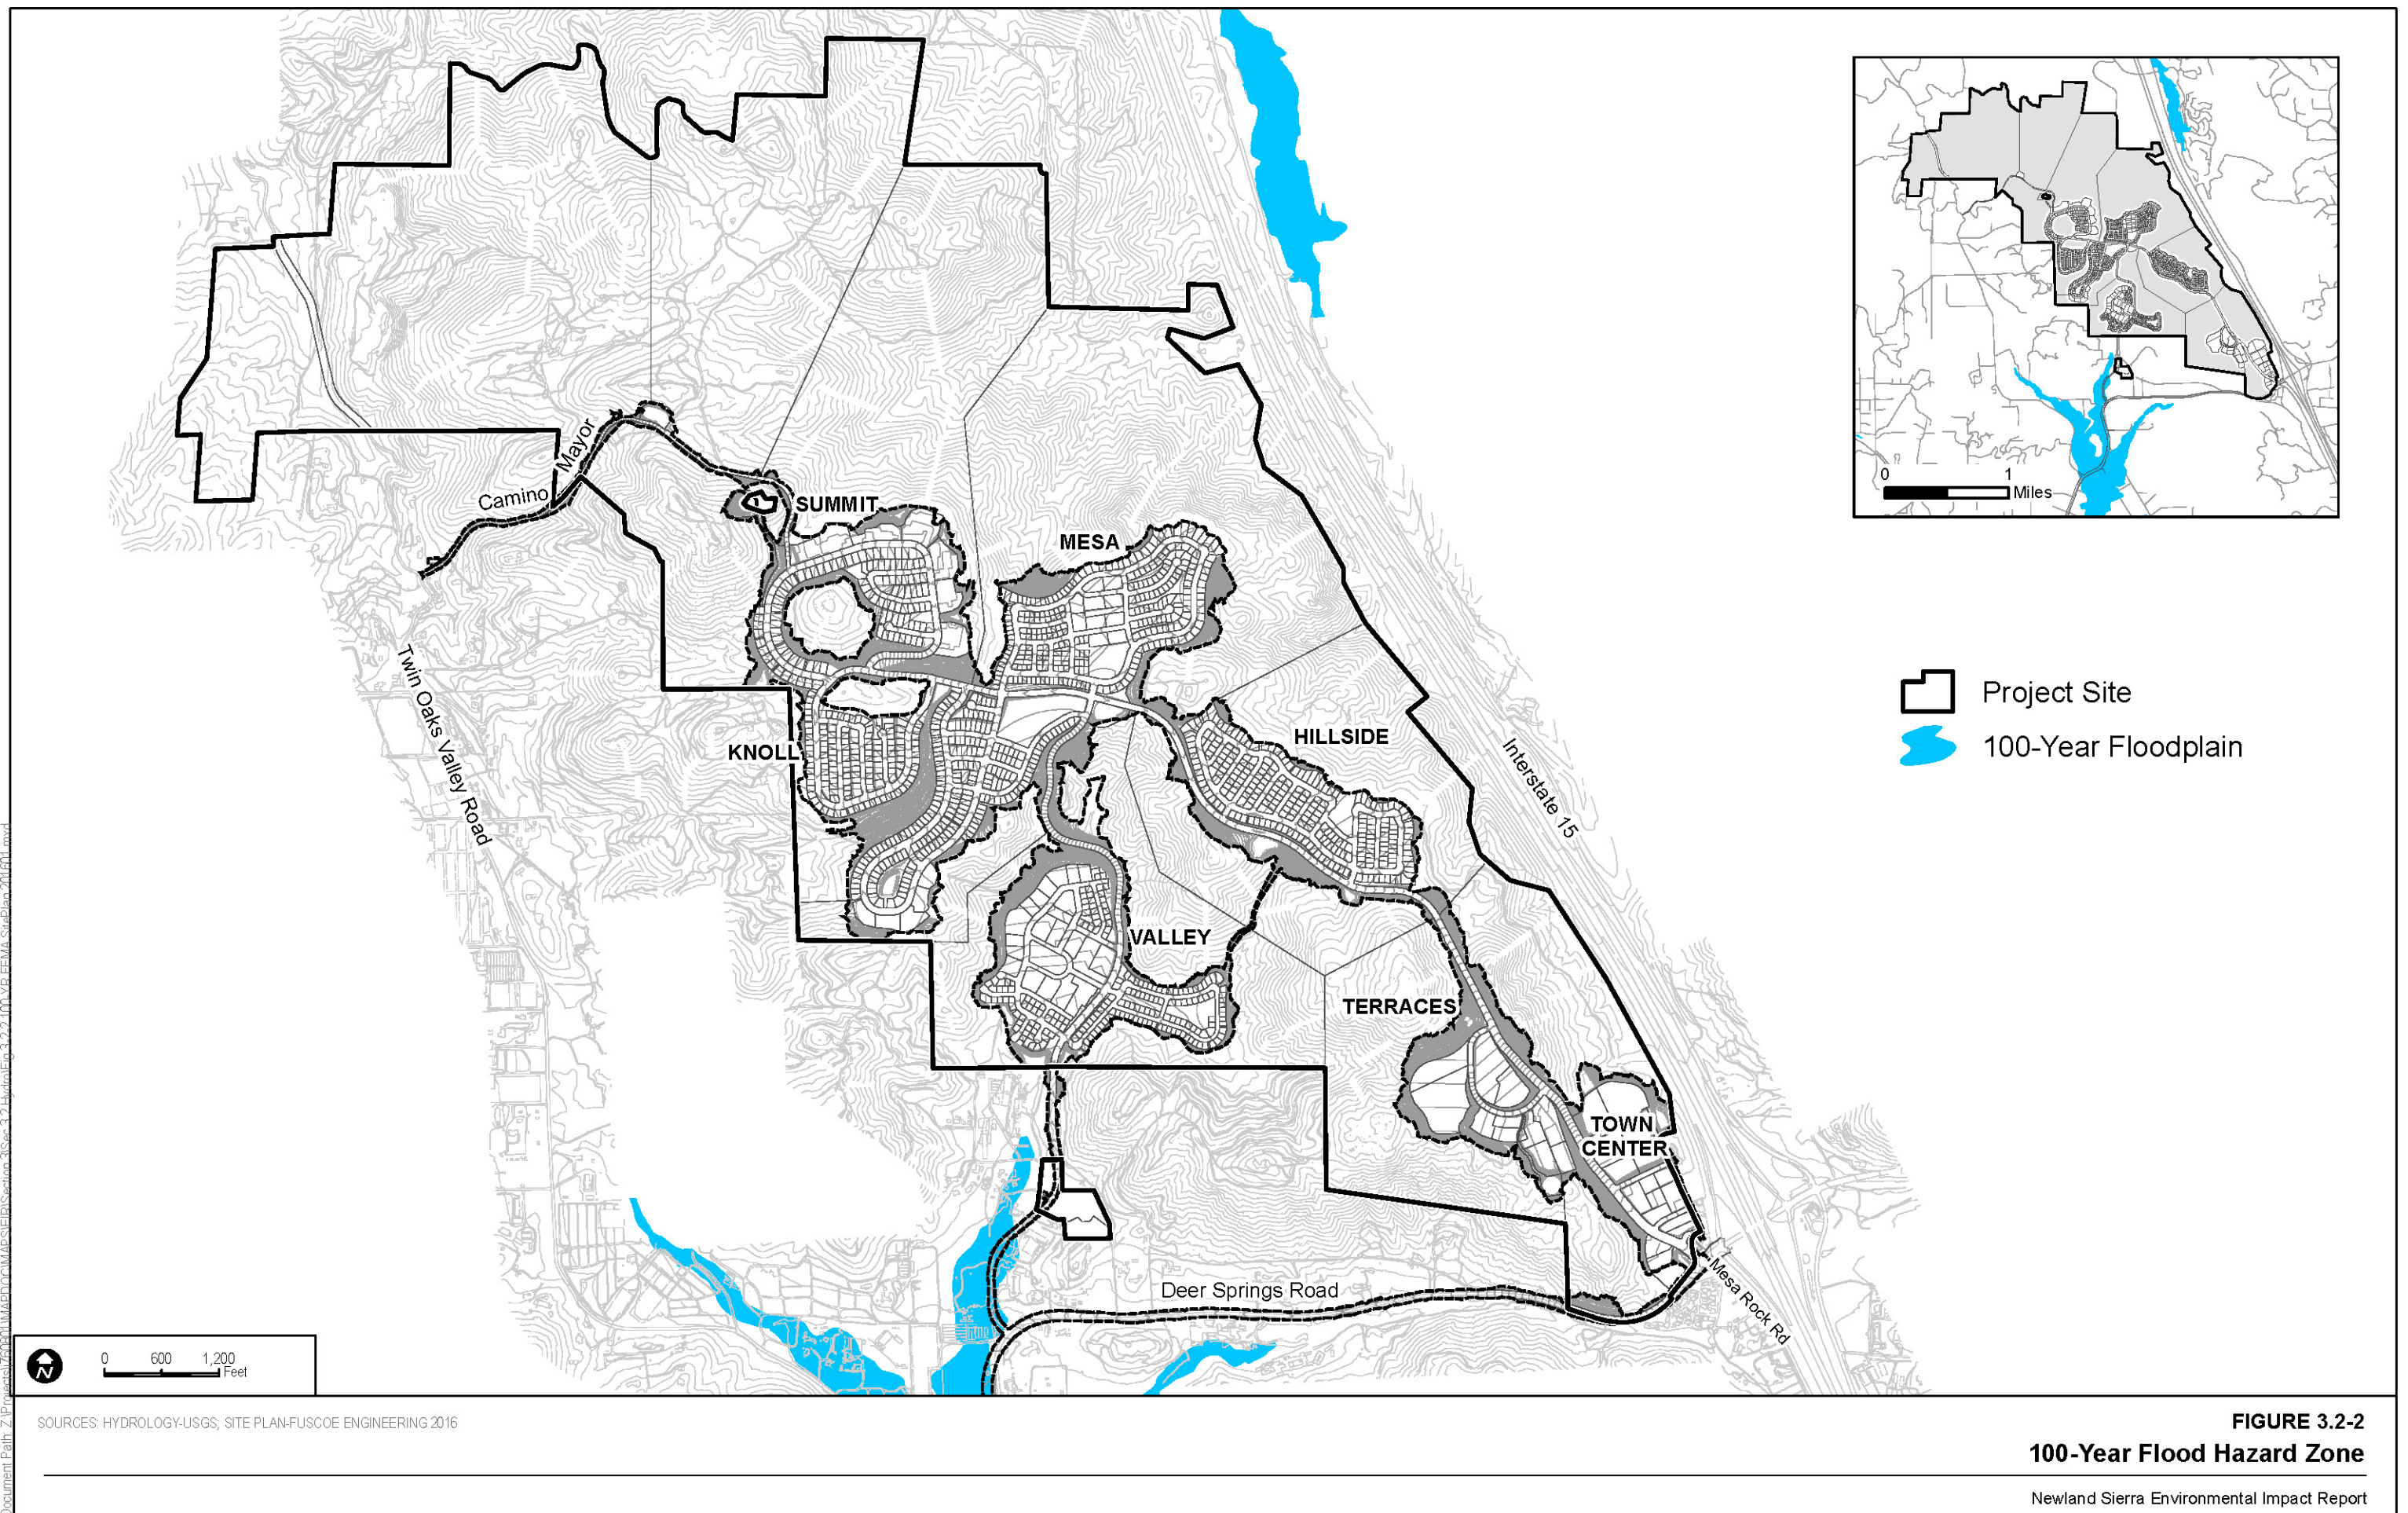 0 1
Miles
Camino
Mayor
SUMMIT
MESA
Twin Oaks Valley Road
KNOLL
HILLSIDE
Interstate 15
VALLEY
TERRACES
TOWN
CENTER
Deer Springs Road
Mesa Rock Rd
Project Site
100-Year Floodplain
N
0 600 1,200
Feet
SOURCES: HYDROLOGY-USGS; SITE PLAN-FUSCOE ENGINEERING 2016
FIGURE 3.2-2
100-Year Flood Hazard Zone
Newland Sierra Environmental Impact Report